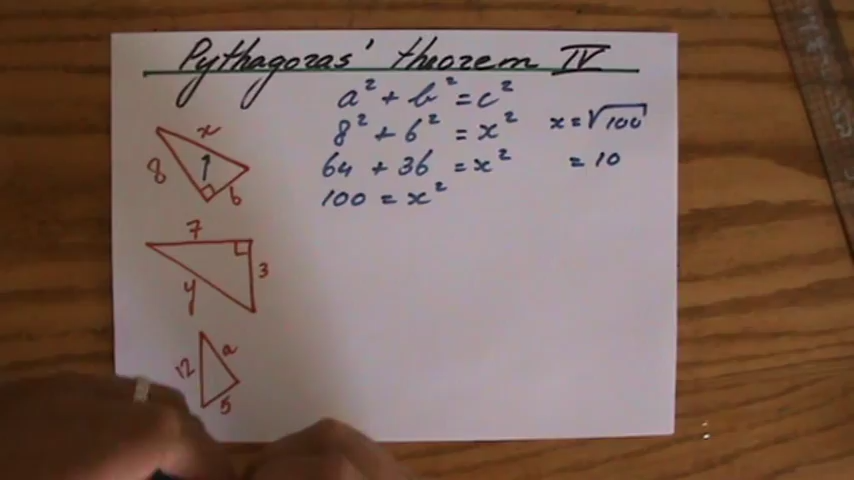 Pythagoras' theorem IV
a² + b² = c²
8² + 6² = x²
x = √100
64 + 36 = x²
= 10
100 = x²
x
8
1
6
7
3
y
12
a
5